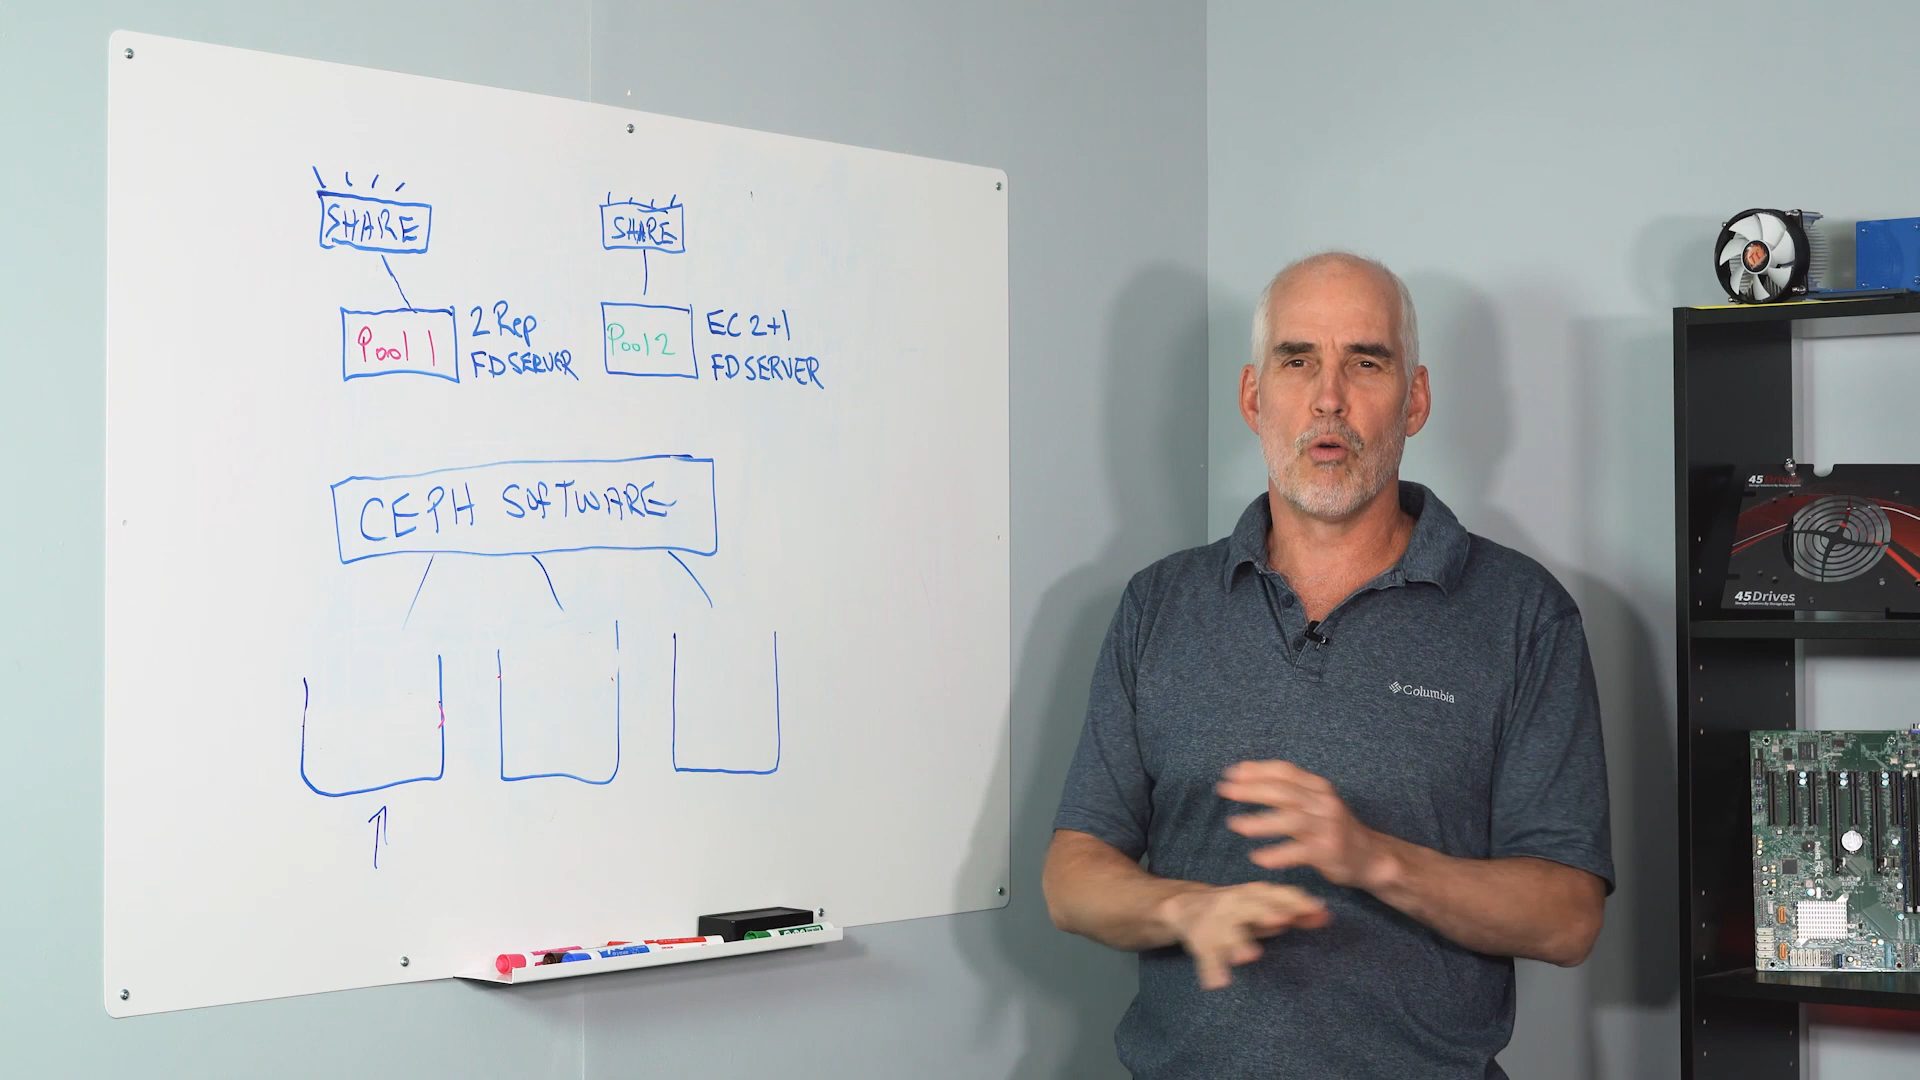 SHARE
SHARE
Pool 1
2 Rep
FD SERVER
Pool 2
EC 2+1
FD SERVER
CEPH SOFTWARE
Columbia
45Drives
45Drives